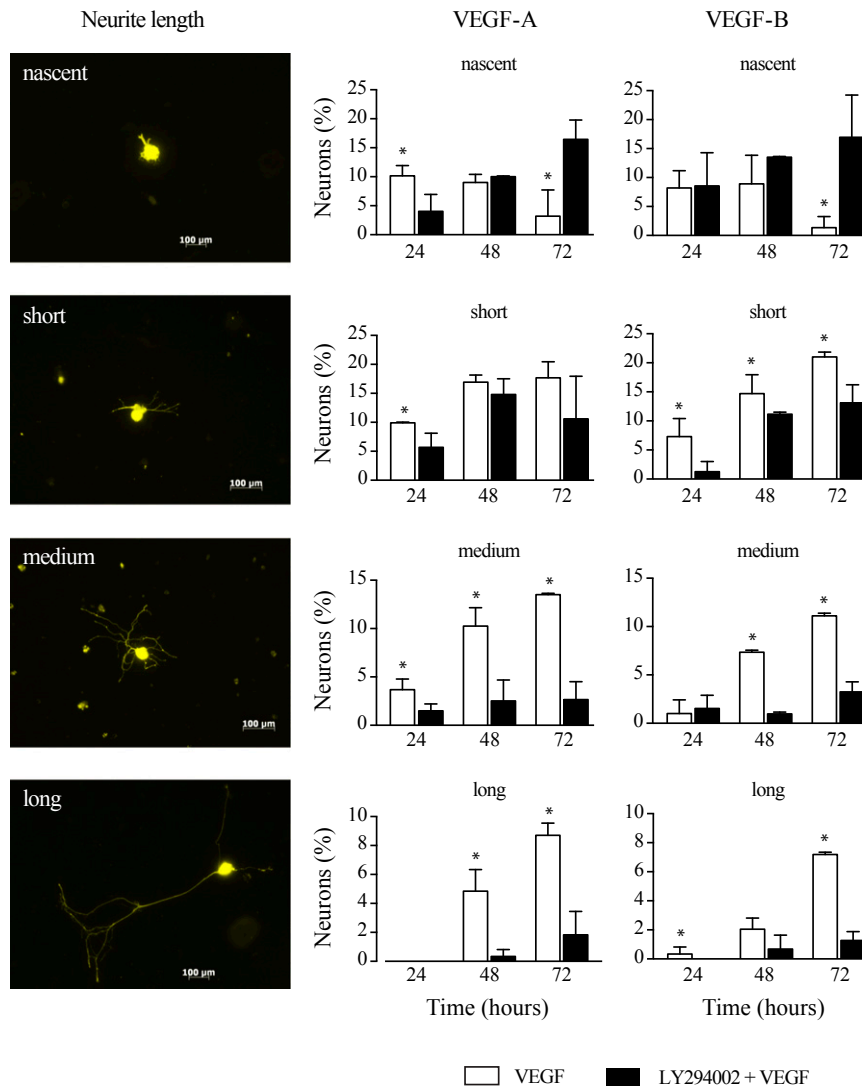 Neurite length VEGF-A VEGF-B
nascent
100 µm
nascent
25
20
15
10
5
0
Neurons (%)
* *
24 48 72
nascent
25
20
15
10
5
0
*
24 48 72
short
100 µm
short
25
20
15
10
5
0
Neurons (%)
*
24 48 72
short
25
20
15
10
5
0
* * *
24 48 72
medium
100 µm
medium
15
10
5
0
Neurons (%)
* * *
24 48 72
medium
15
10
5
0
* *
24 48 72
long
100 µm
long
10
8
6
4
2
0
Neurons (%)
* *
24 48 72
Time (hours)
long
10
8
6
4
2
0
* *
24 48 72
Time (hours)
VEGF LY294002 + VEGF